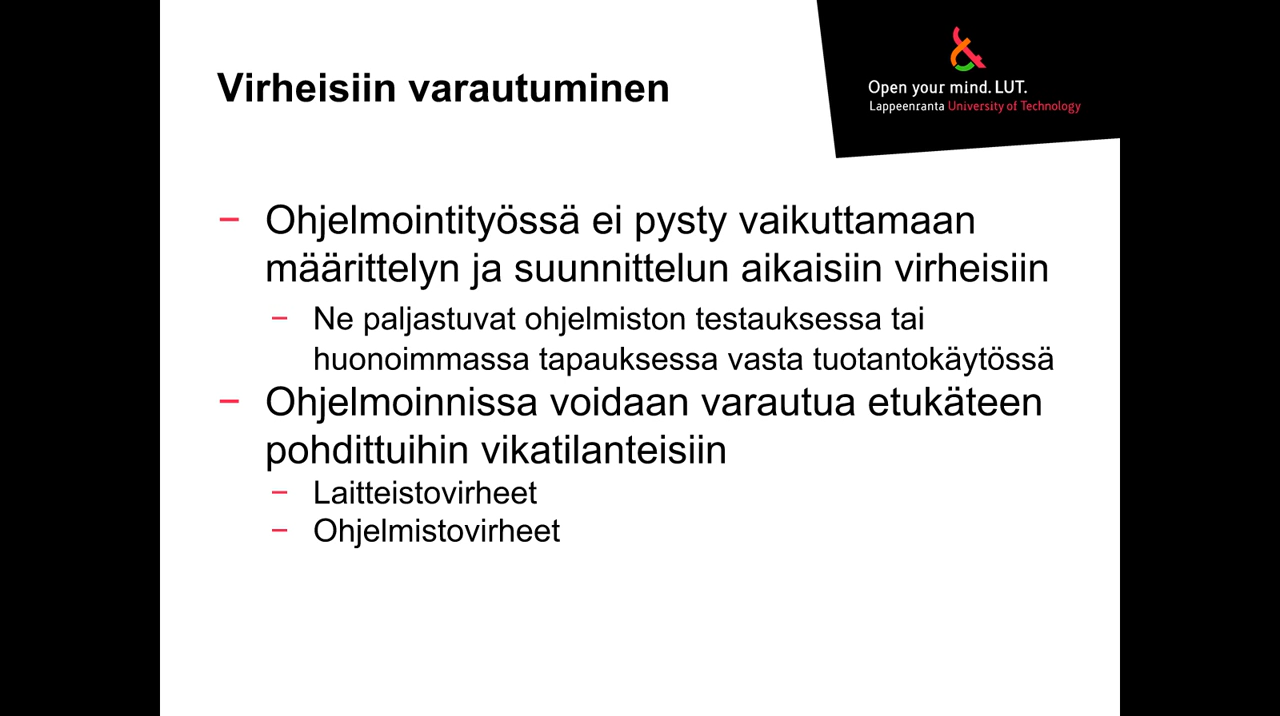 Virheisiin varautuminen
Open your mind. LUT.
Lappeenranta University of Technology
– Ohjelmointityössä ei pysty vaikuttamaan
määrittelyn ja suunnittelun aikaisiin virheisiin
– Ne paljastuvat ohjelmiston testauksessa tai
huonoimmassa tapauksessa vasta tuotantokäytössä
– Ohjelmoinnissa voidaan varautua etukäteen
pohdittuihin vikatilanteisiin
– Laitteistovirheet
– Ohjelmistovirheet